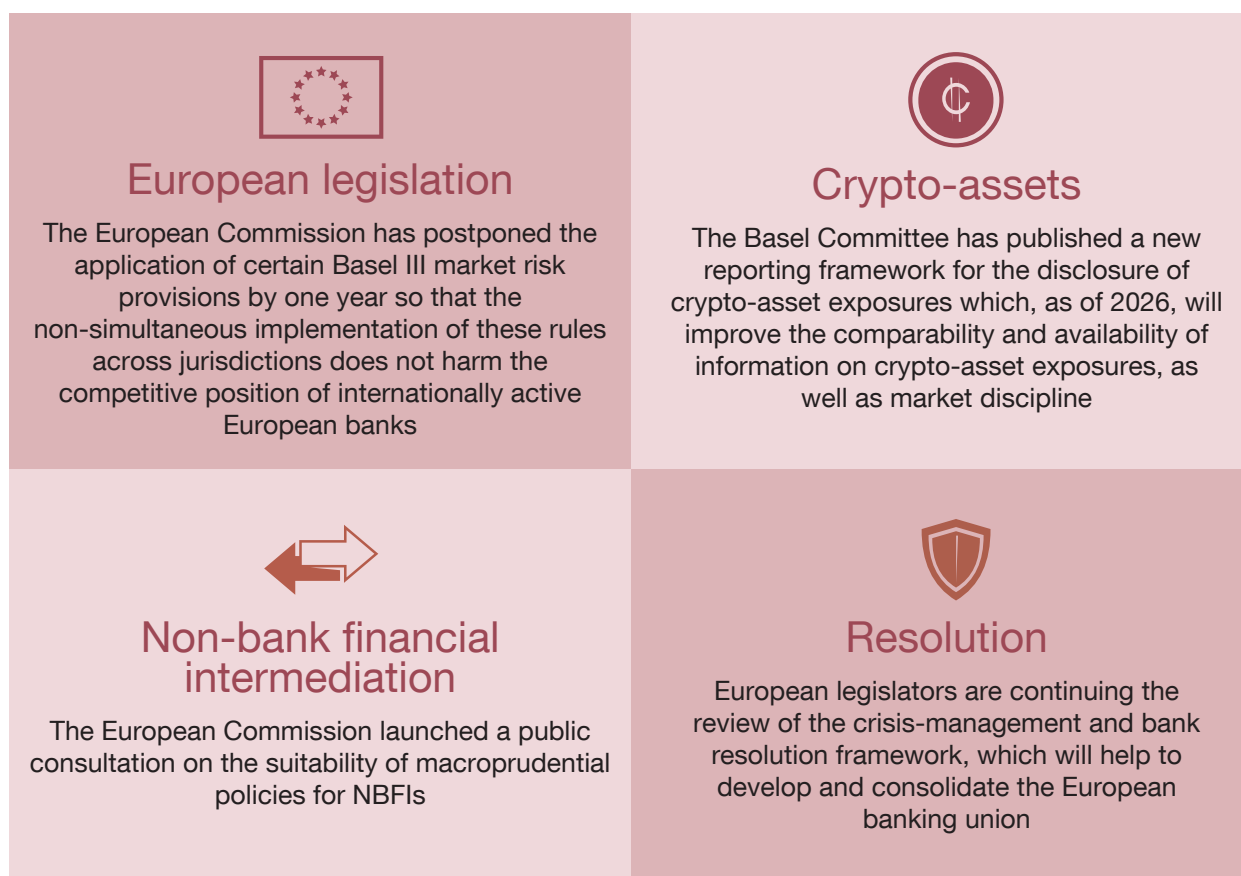 European legislation
The European Commission has postponed the
application of certain Basel III market risk
provisions by one year so that the
non-simultaneous implementation of these rules
across jurisdictions does not harm the
competitive position of internationally active
European banks
Crypto-assets
The Basel Committee has published a new
reporting framework for the disclosure of
crypto-asset exposures which, as of 2026, will
improve the comparability and availability of
information on crypto-asset exposures, as
well as market discipline
Non-bank financial
intermediation
The European Commission launched a public
consultation on the suitability of macroprudential
policies for NBFIs
Resolution
European legislators are continuing the
review of the crisis-management and bank
resolution framework, which will help to
develop and consolidate the European
banking union